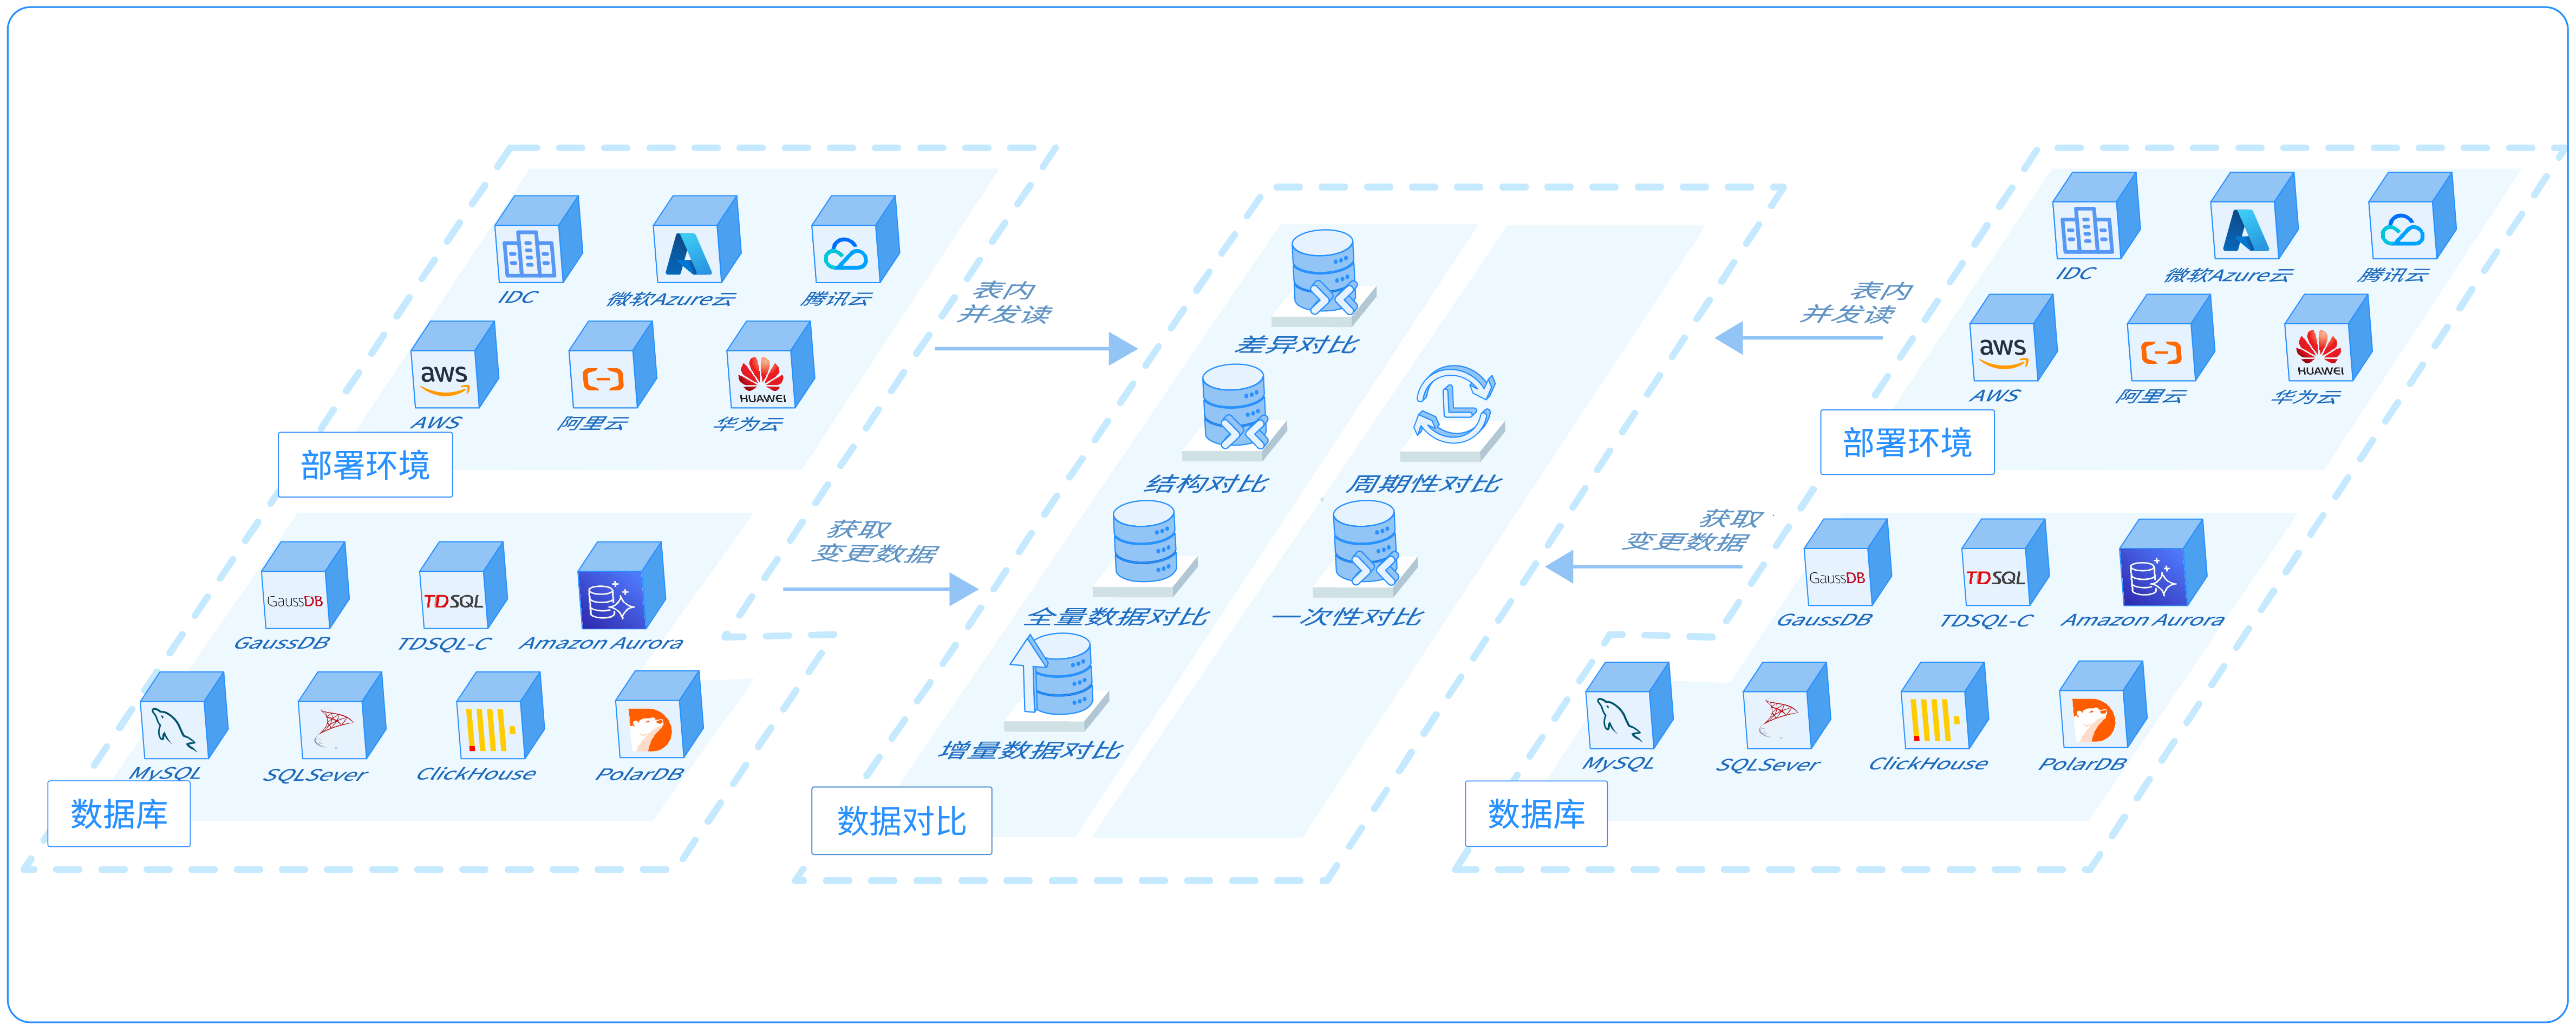 IDC
微软Azure云
腾讯云
aws
HUAWEI
AWS
阿里云
华为云
部署环境
GaussDB
TDSQL
GaussDB
TDSQL-C
Amazon Aurora
MySQL
SQLSever
ClickHouse
PolarDB
数据库
表内
并发读
获取
变更数据
差异对比
结构对比
周期性对比
全量数据对比
一次性对比
增量数据对比
数据对比
表内
并发读
获取
变更数据
IDC
微软Azure云
腾讯云
aws
HUAWEI
AWS
阿里云
华为云
部署环境
GaussDB
TDSQL
GaussDB
TDSQL-C
Amazon Aurora
MySQL
SQLSever
ClickHouse
PolarDB
数据库